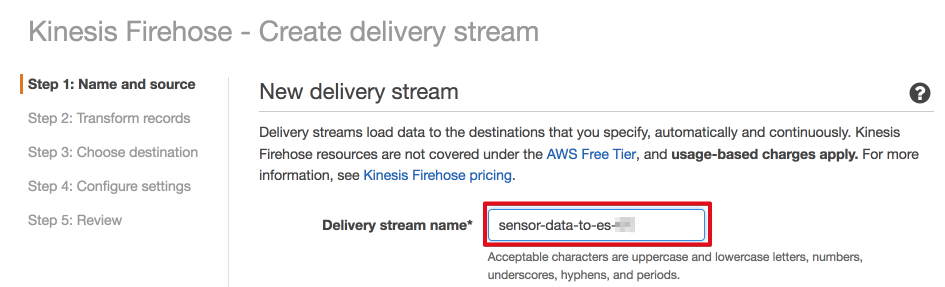 Kinesis Firehose - Create delivery stream
Step 1: Name and source
Step 2: Transform records
Step 3: Choose destination
Step 4: Configure settings
Step 5: Review
New delivery stream
?
Delivery streams load data to the destinations that you specify, automatically and continuously. Kinesis
Firehose resources are not covered under the AWS Free Tier, and usage-based charges apply. For more
information, see Kinesis Firehose pricing.
Delivery stream name* sensor-data-to-es-
Acceptable characters are uppercase and lowercase letters, numbers,
underscores, hyphens, and periods.